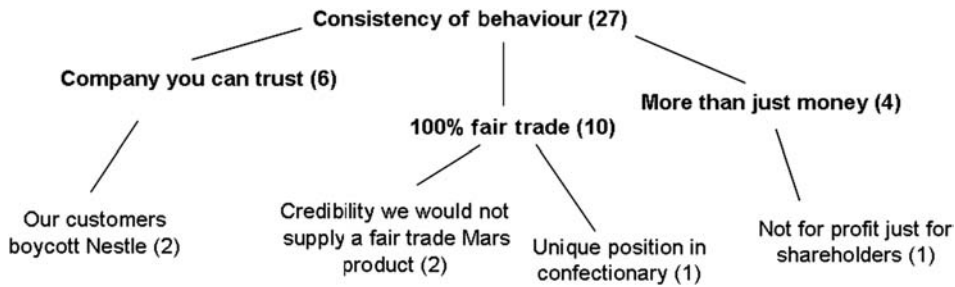 Consistency of behaviour (27)
Company you can trust (6)
More than just money (4)
100% fair trade (10)
Our customers
boycott Nestle (2)
Credibility we would not
supply a fair trade Mars
product (2)
Unique position in
confectionary (1)
Not for profit just for
shareholders (1)